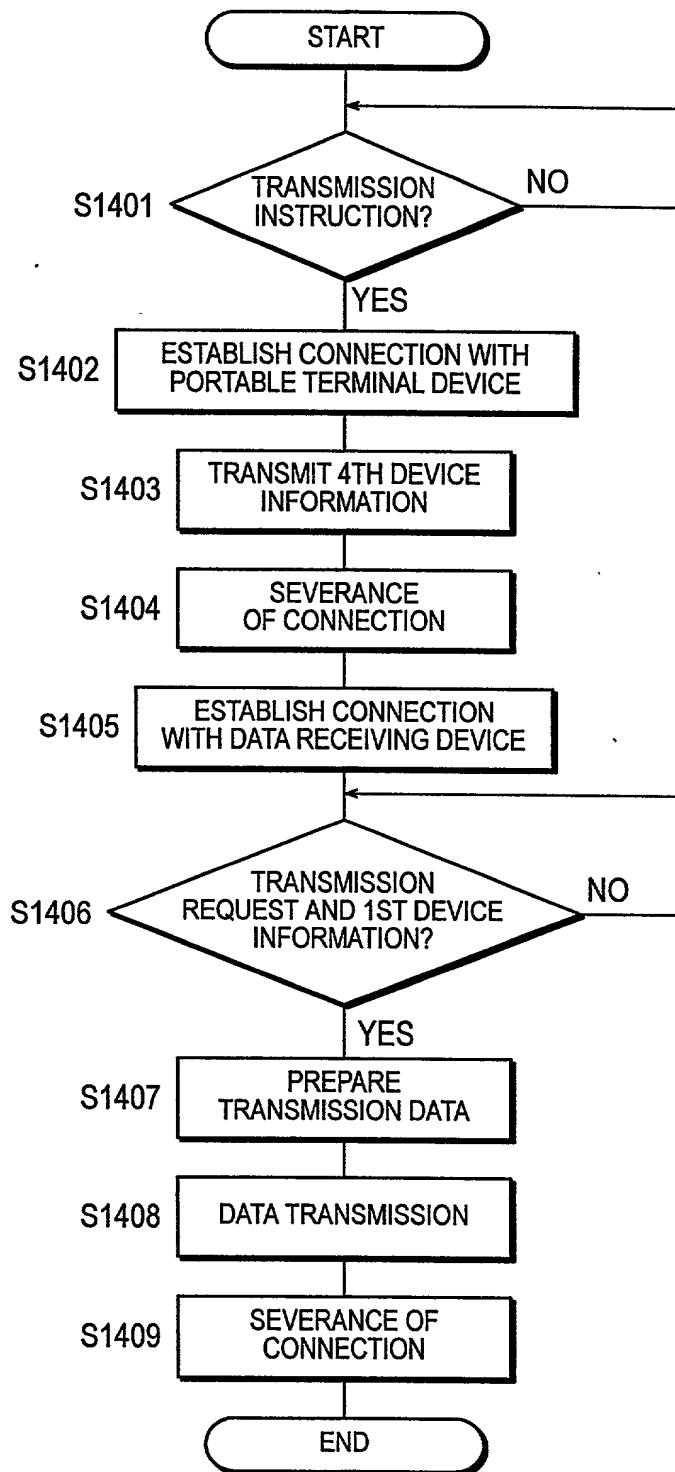 START
S1401
TRANSMISSION
INSTRUCTION?
NO
YES
S1402
ESTABLISH CONNECTION WITH
PORTABLE TERMINAL DEVICE
S1403
TRANSMIT 4TH DEVICE
INFORMATION
S1404
SEVERANCE
OF CONNECTION
S1405
ESTABLISH CONNECTION
WITH DATA RECEIVING DEVICE
S1406
TRANSMISSION
REQUEST AND 1ST DEVICE
INFORMATION?
NO
YES
S1407
PREPARE
TRANSMISSION DATA
S1408
DATA TRANSMISSION
S1409
SEVERANCE OF
CONNECTION
END